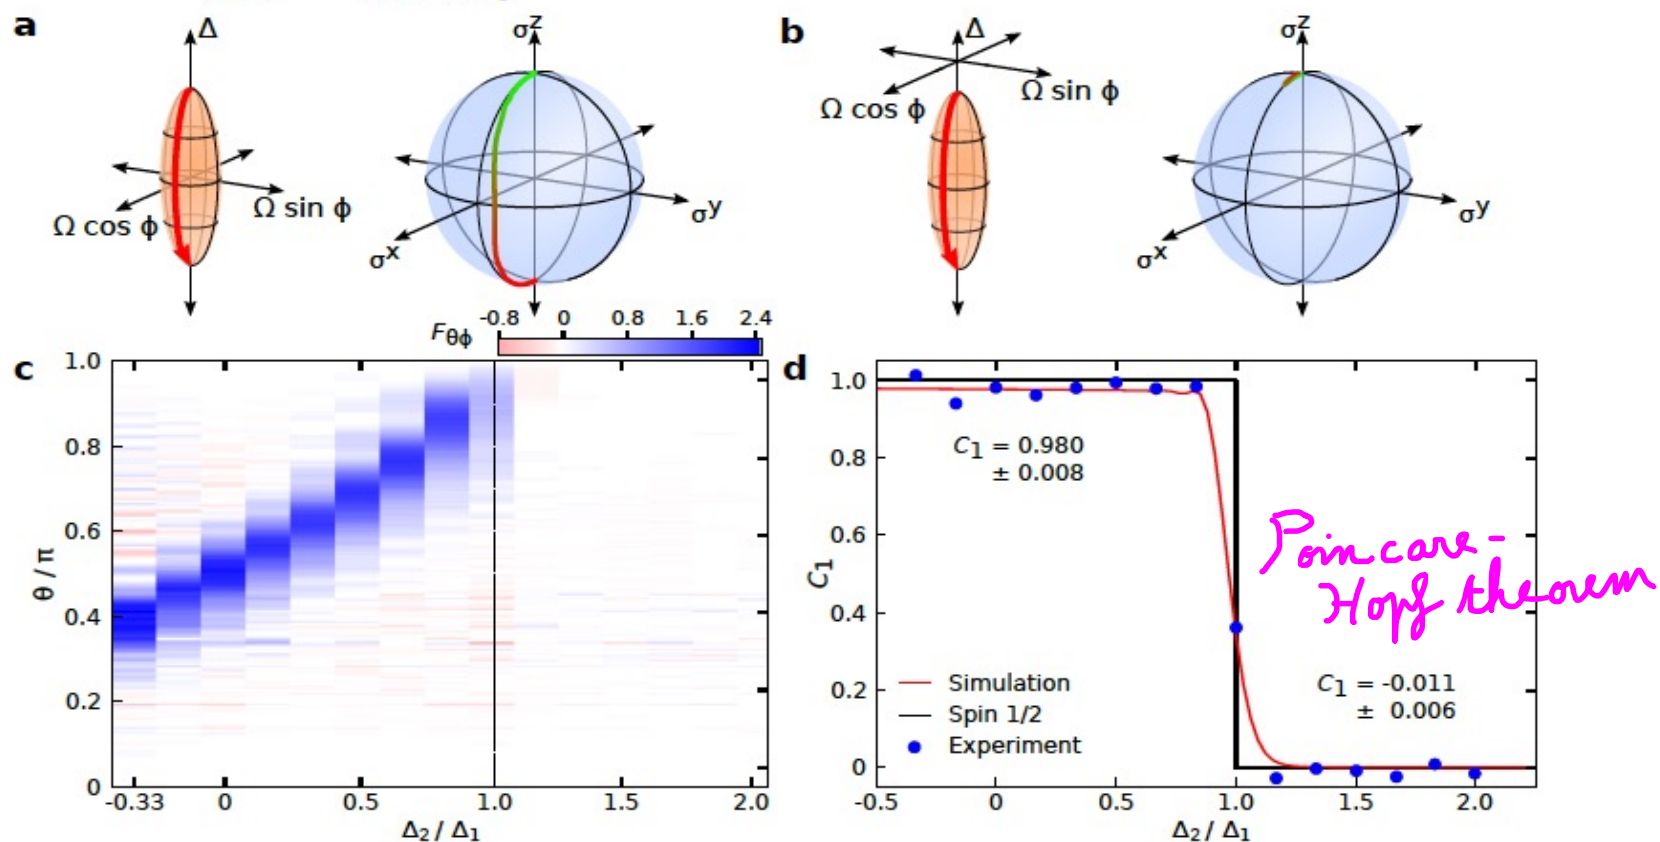 a
Δ
σz
Ω sin ϕ
Ω cos ϕ
σx
σy
b
Δ
σz
Ω sin ϕ
Ω cos ϕ
σx
σy
Fθϕ
-0.8 0 0.8 1.6 2.4
c
1.0
0.8
0.6
0.4
0.2
0
θ / π
-0.33 0 0.5 1.0 1.5 2.0
Δ2 / Δ1
d
1.0
0.8
0.6
0.4
0.2
0
C1
C1 = 0.980
± 0.008
Poincare-
Hopf theorem
C1 = -0.011
± 0.006
Simulation
Spin 1/2
Experiment
-0.5 0 0.5 1.0 1.5 2.0
Δ2 / Δ1